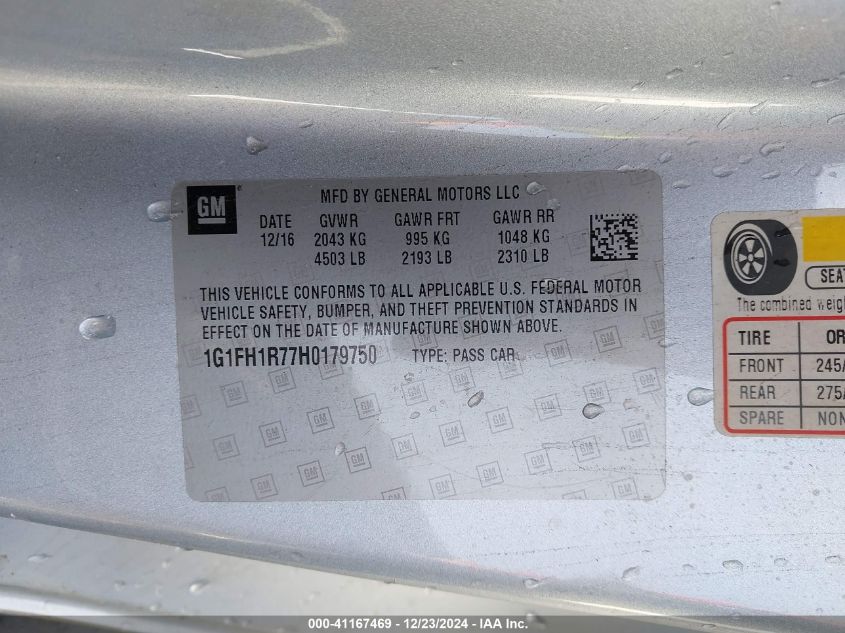 GM
MFD BY GENERAL MOTORS LLC
DATE GVWR GAWR FRT GAWR RR
12/16 2043 KG 995 KG 1048 KG
4503 LB 2193 LB 2310 LB
THIS VEHICLE CONFORMS TO ALL APPLICABLE U.S. FEDERAL MOTOR
VEHICLE SAFETY, BUMPER, AND THEFT PREVENTION STANDARDS IN
EFFECT ON THE DATE OF MANUFACTURE SHOWN ABOVE.
1G1FH1R77H0179750 TYPE: PASS CAR
SEAT
The combined weigh
TIRE OR
FRONT 245/
REAR 275/
SPARE NON
000-41167469 - 12/23/2024 - IAA Inc.